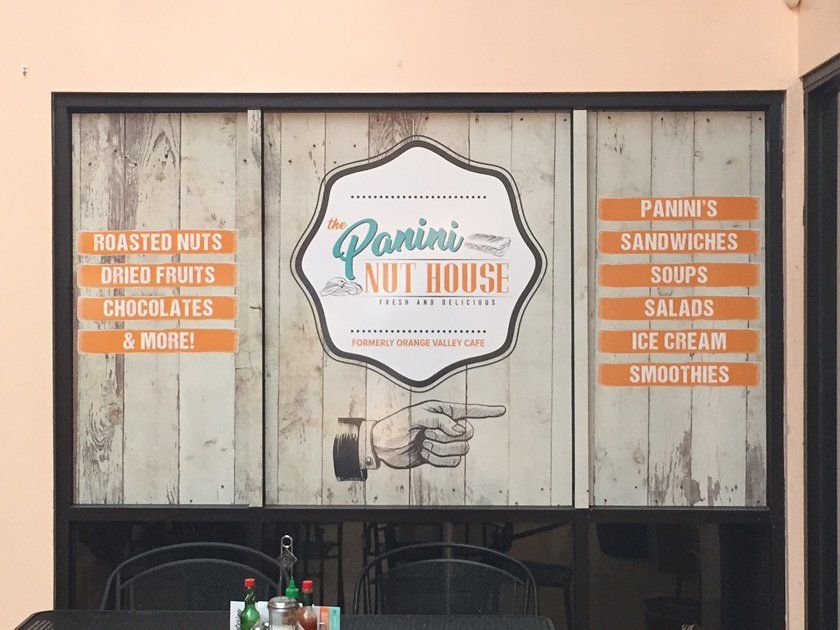 ROASTED NUTS
DRIED FRUITS
CHOCOLATES
& MORE!
the
Panini
NUT HOUSE
FRESH AND DELICIOUS
FORMERLY ORANGE VALLEY CAFE
PANINI'S
SANDWICHES
SOUPS
SALADS
ICE CREAM
SMOOTHIES